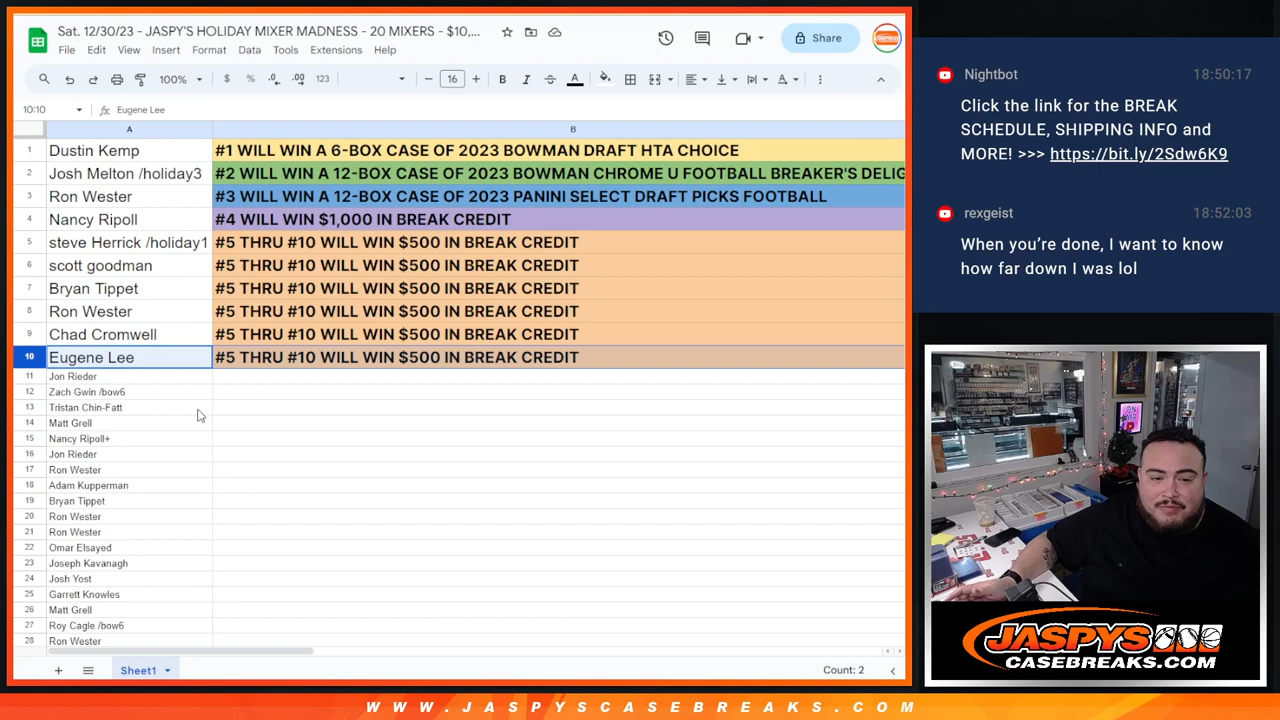 Sat. 12/30/23 - JASPY'S HOLIDAY MIXER MADNESS - 20 MIXERS - $10,...
File Edit View Insert Format Data Tools Extensions Help
Share
100% $ % .0 .00 123 16 B I A
10:10 fx Eugene Lee
A B
1 Dustin Kemp #1 WILL WIN A 6-BOX CASE OF 2023 BOWMAN DRAFT HTA CHOICE
2 Josh Melton /holiday3 #2 WILL WIN A 12-BOX CASE OF 2023 BOWMAN CHROME U FOOTBALL BREAKER'S DELIG
3 Ron Wester #3 WILL WIN A 12-BOX CASE OF 2023 PANINI SELECT DRAFT PICKS FOOTBALL
4 Nancy Ripoll #4 WILL WIN $1,000 IN BREAK CREDIT
5 steve Herrick /holiday1 #5 THRU #10 WILL WIN $500 IN BREAK CREDIT
6 scott goodman #5 THRU #10 WILL WIN $500 IN BREAK CREDIT
7 Bryan Tippet #5 THRU #10 WILL WIN $500 IN BREAK CREDIT
8 Ron Wester #5 THRU #10 WILL WIN $500 IN BREAK CREDIT
9 Chad Cromwell #5 THRU #10 WILL WIN $500 IN BREAK CREDIT
10 Eugene Lee #5 THRU #10 WILL WIN $500 IN BREAK CREDIT
11 Jon Rieder
12 Zach Gwin /bow6
13 Tristan Chin-Fatt
14 Matt Grell
15 Nancy Ripoll+
16 Jon Rieder
17 Ron Wester
18 Adam Kupperman
19 Bryan Tippet
20 Ron Wester
21 Ron Wester
22 Omar Elsayed
23 Joseph Kavanagh
24 Josh Yost
25 Garrett Knowles
26 Matt Grell
27 Roy Cagle /bow6
28 Ron Wester
Sheet1
Count: 2
Nightbot 18:50:17
Click the link for the BREAK
SCHEDULE, SHIPPING INFO and
MORE! >>> https://bit.ly/2Sdw6K9
rexgeist 18:52:03
When you're done, I want to know
how far down I was lol
JASPYS
CASEBREAKS.COM
WWW.JASPYSCASEBREAKS.COM